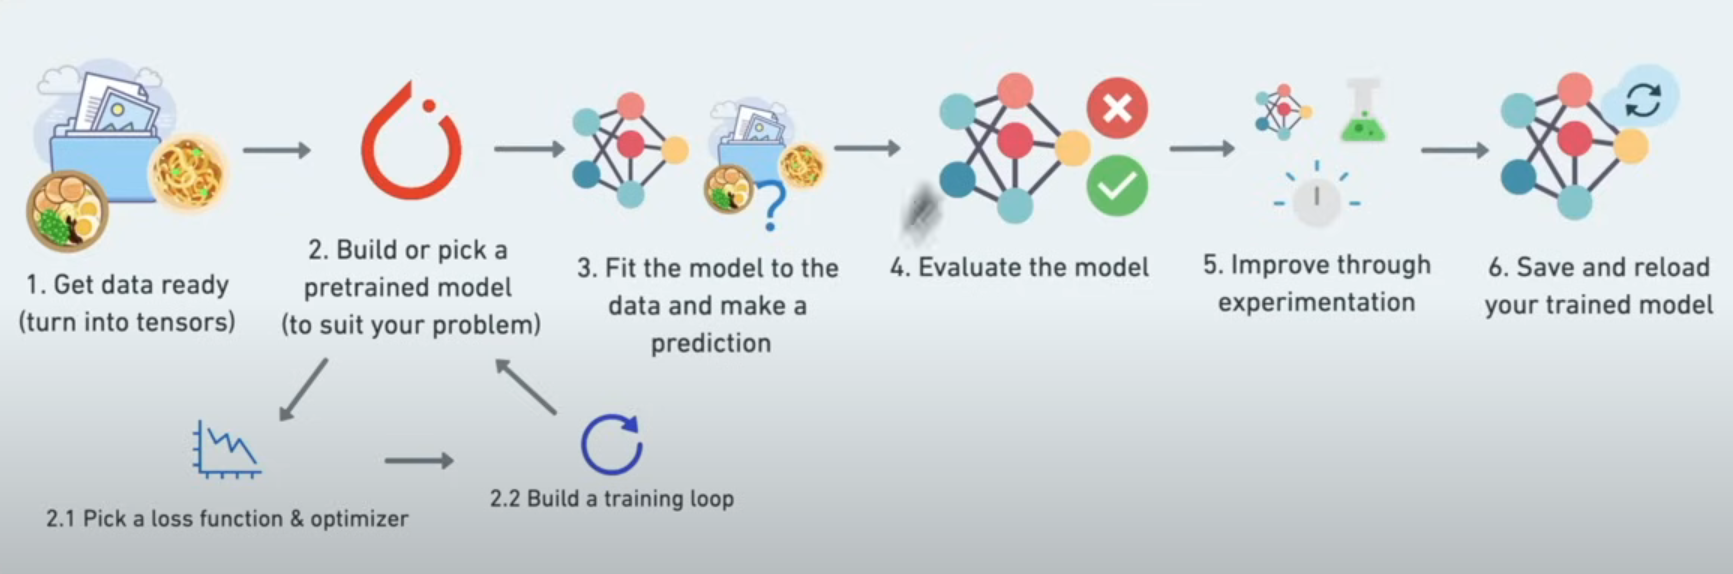 1. Get data ready
(turn into tensors)
2. Build or pick a
pretrained model
(to suit your problem)
3. Fit the model to the
data and make a
prediction
4. Evaluate the model
5. Improve through
experimentation
6. Save and reload
your trained model
2.1 Pick a loss function & optimizer
2.2 Build a training loop